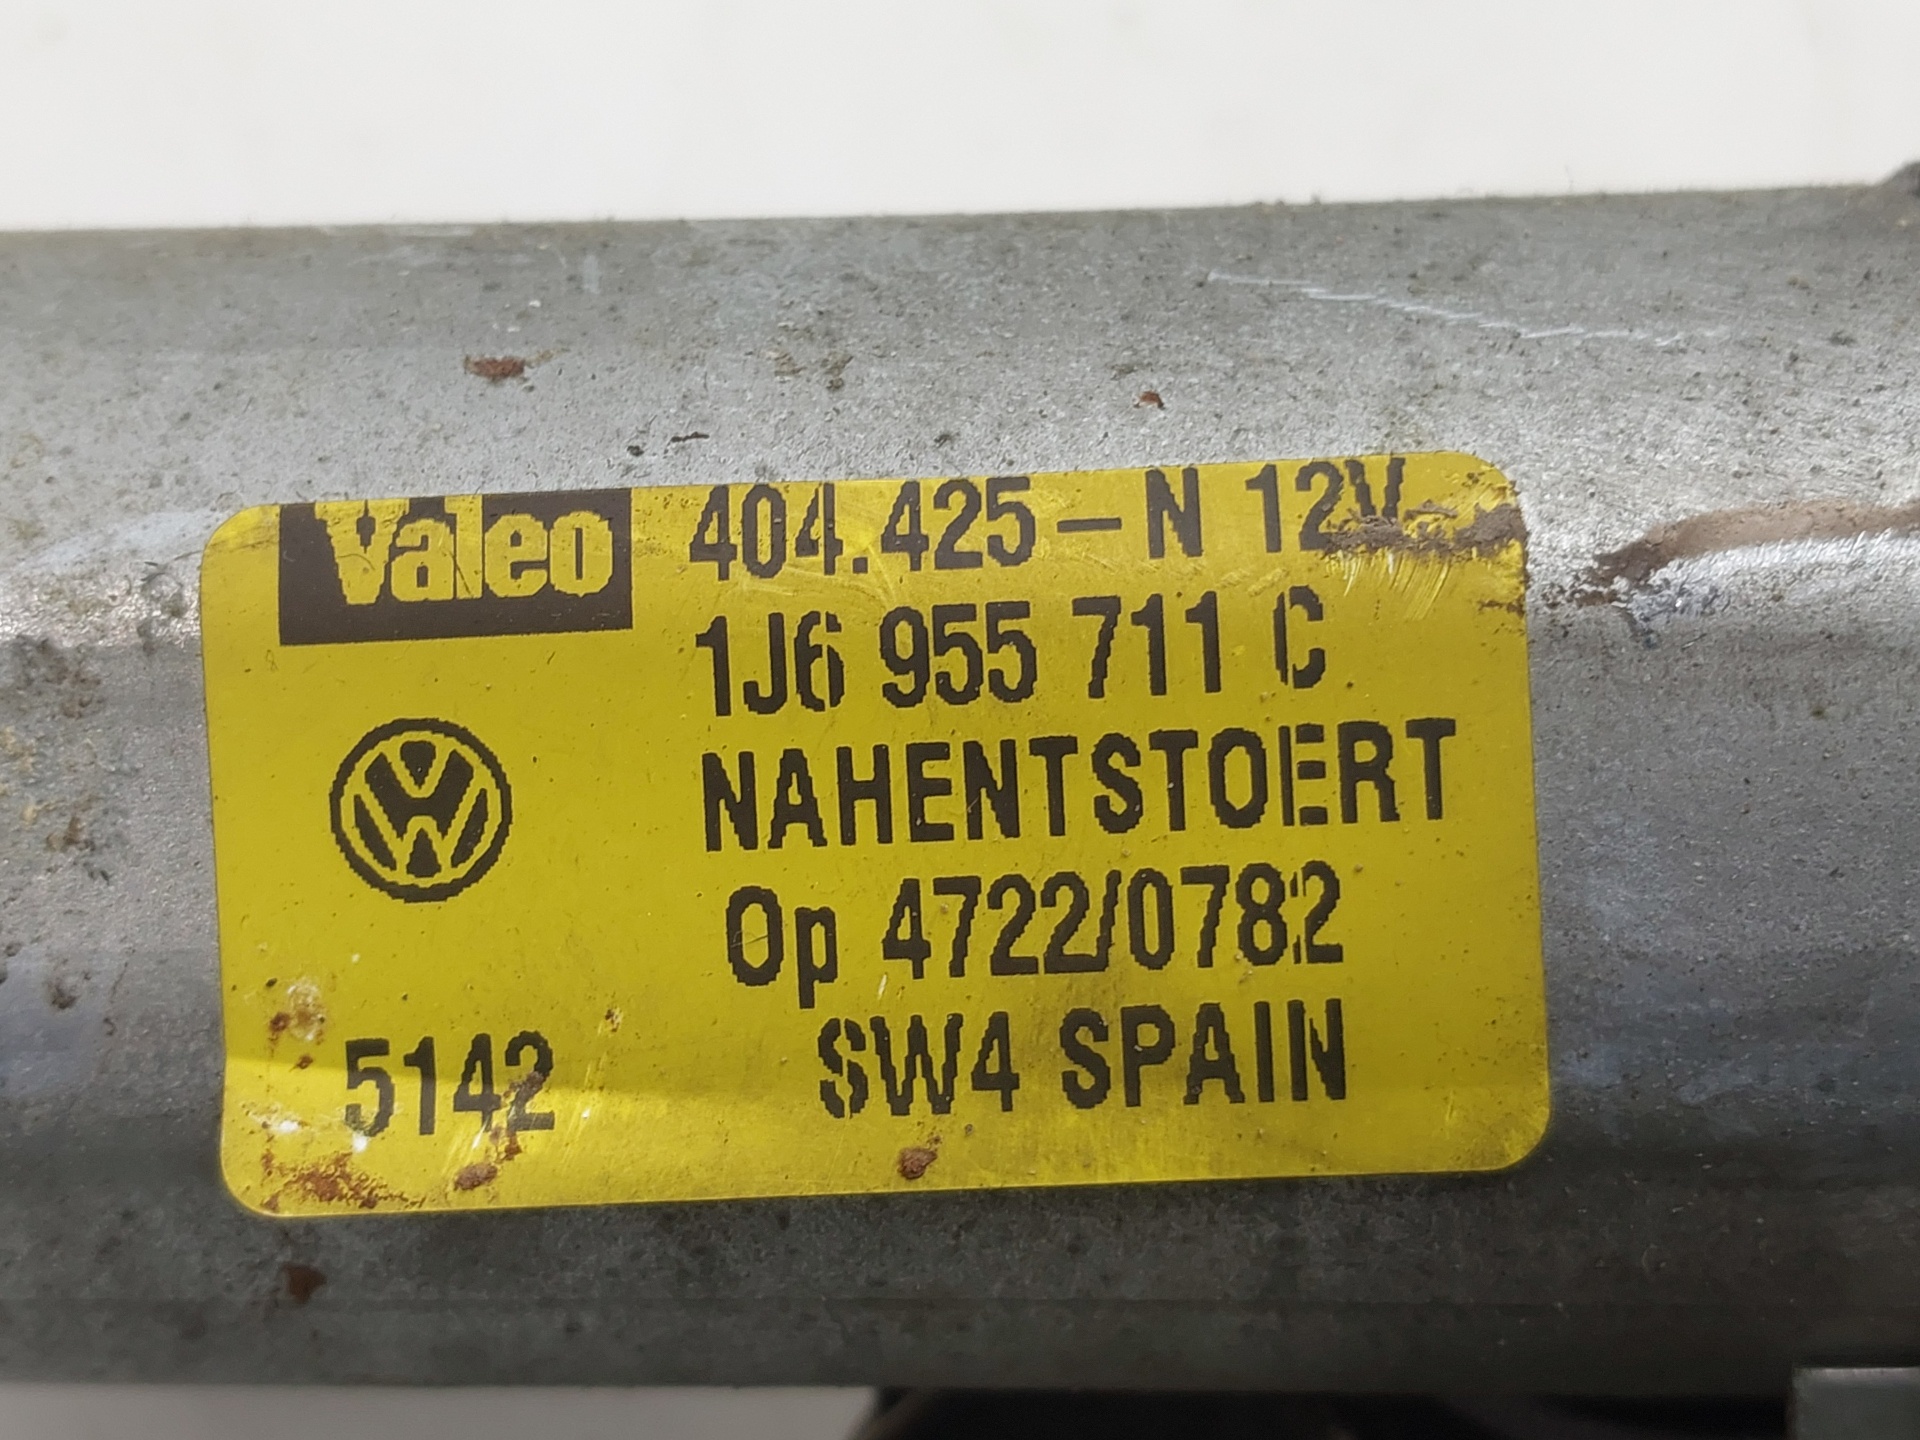 Valeo 404.425-N 12V
1J6 955 711 C
NAHENTSTOERT
Op 4722/0782
5142 SW4 SPAIN